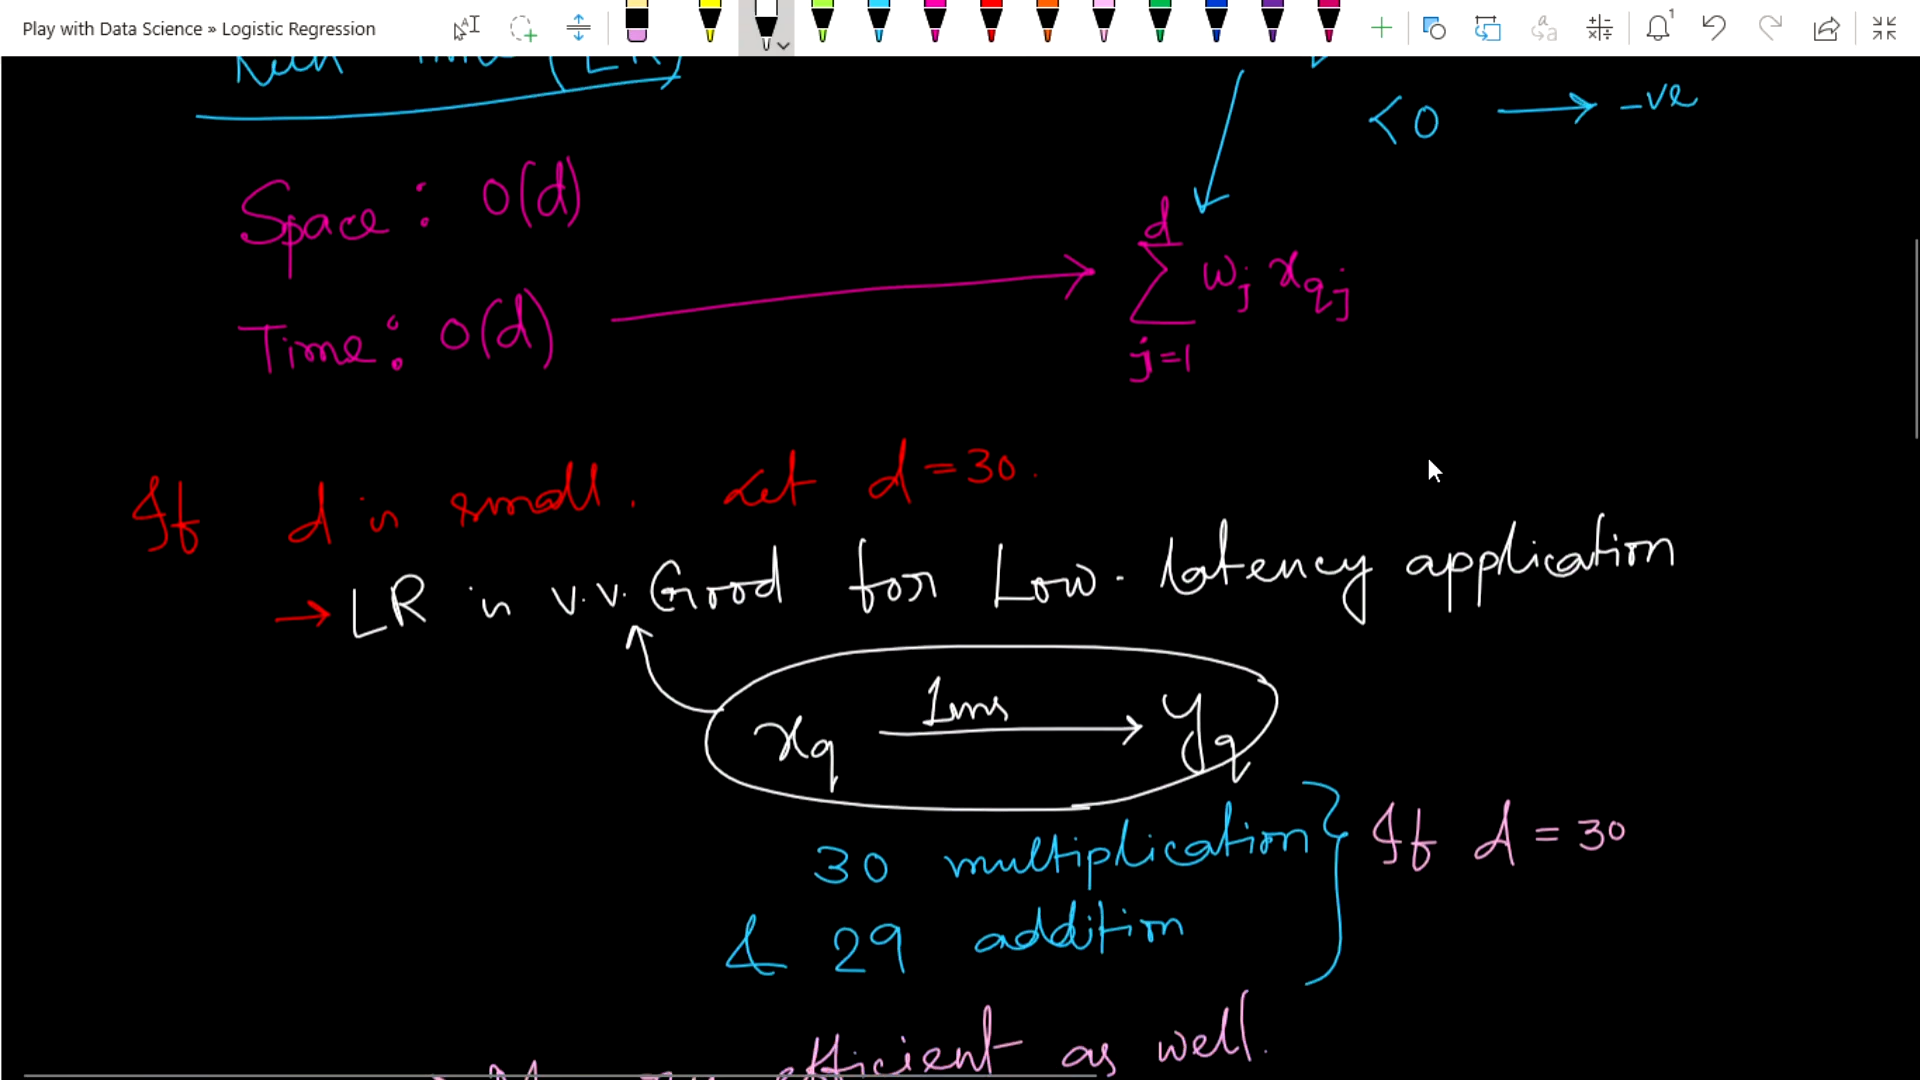 Play with Data Science » Logistic Regression
(LR)
<0 → -ve
Space: O(d)
Time: O(d) → d Σ j=1 wj xqj
If d is small. Let d = 30.
→ LR is v.v. Good for Low-latency application
xq 1ms → yq
30 multiplication
& 29 addition
If d = 30
efficient as well.